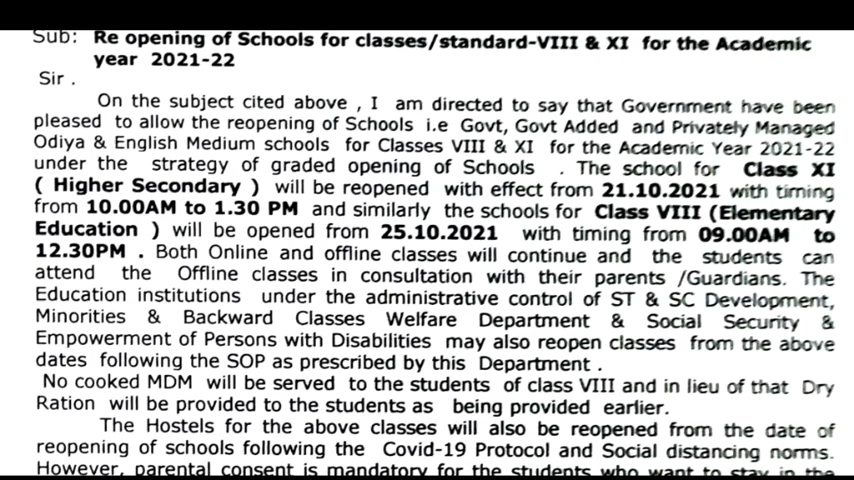 Sub: Re opening of Schools for classes/standard-VIII & XI for the Academic
year 2021-22
Sir .
On the subject cited above , I am directed to say that Government have been
pleased to allow the reopening of Schools i.e Govt, Govt Added and Privately Managed
Odiya & English Medium schools for Classes VIII & XI for the Academic Year 2021-22
under the strategy of graded opening of Schools . The school for Class XI
( Higher Secondary ) will be reopened with effect from 21.10.2021 with timing
from 10.00AM to 1.30 PM and similarly the schools for Class VIII (Elementary
Education ) will be opened from 25.10.2021 with timing from 09.00AM to
12.30PM . Both Online and offline classes will continue and the students can
attend the Offline classes in consultation with their parents /Guardians. The
Education institutions under the administrative control of ST & SC Development,
Minorities & Backward Classes Welfare Department & Social Security &
Empowerment of Persons with Disabilities may also reopen classes from the above
dates following the SOP as prescribed by this Department .
No cooked MDM will be served to the students of class VIII and in lieu of that Dry
Ration will be provided to the students as being provided earlier.
The Hostels for the above classes will also be reopened from the date of
reopening of schools following the Covid-19 Protocol and Social distancing norms.
However, parental consent is mandatory for the students who want to stay in the